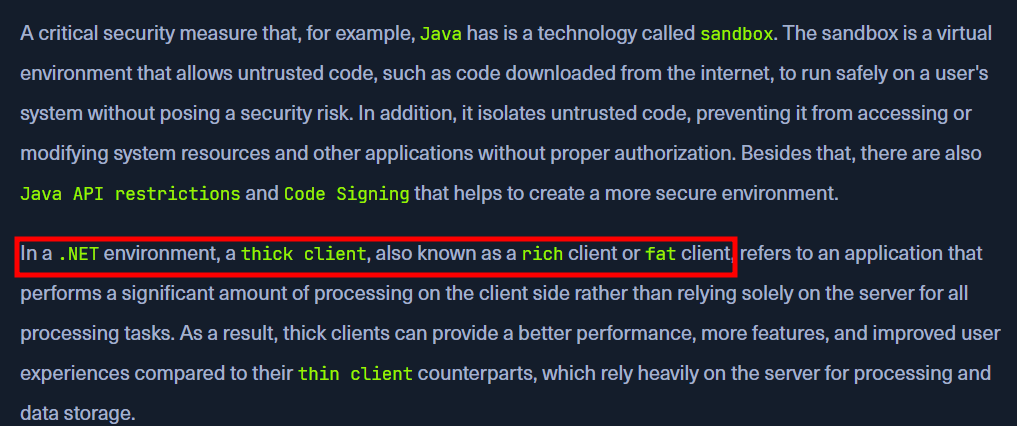 A critical security measure that, for example, Java has is a technology called sandbox. The sandbox is a virtual
environment that allows untrusted code, such as code downloaded from the internet, to run safely on a user's
system without posing a security risk. In addition, it isolates untrusted code, preventing it from accessing or
modifying system resources and other applications without proper authorization. Besides that, there are also
Java API restrictions and Code Signing that helps to create a more secure environment.
In a .NET environment, a thick client, also known as a rich client or fat client, refers to an application that
performs a significant amount of processing on the client side rather than relying solely on the server for all
processing tasks. As a result, thick clients can provide a better performance, more features, and improved user
experiences compared to their thin client counterparts, which rely heavily on the server for processing and
data storage.